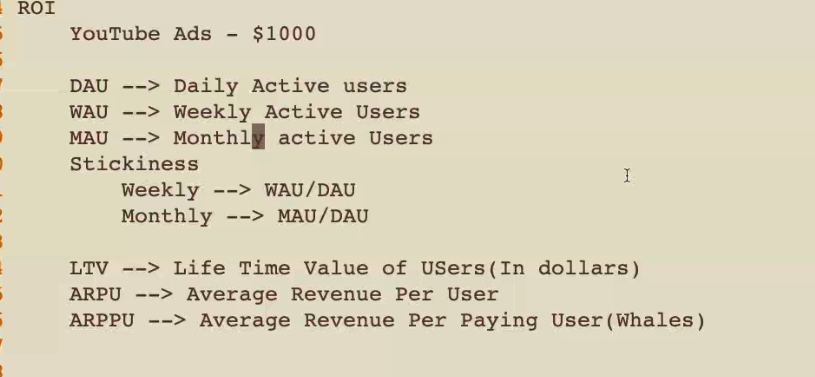 ROI
YouTube Ads - $1000
DAU --> Daily Active users
WAU --> Weekly Active Users
MAU --> Monthly active Users
Stickiness
Weekly --> WAU/DAU
Monthly --> MAU/DAU
LTV --> Life Time Value of USers(In dollars)
ARPU --> Average Revenue Per User
ARPPU --> Average Revenue Per Paying User(Whales)